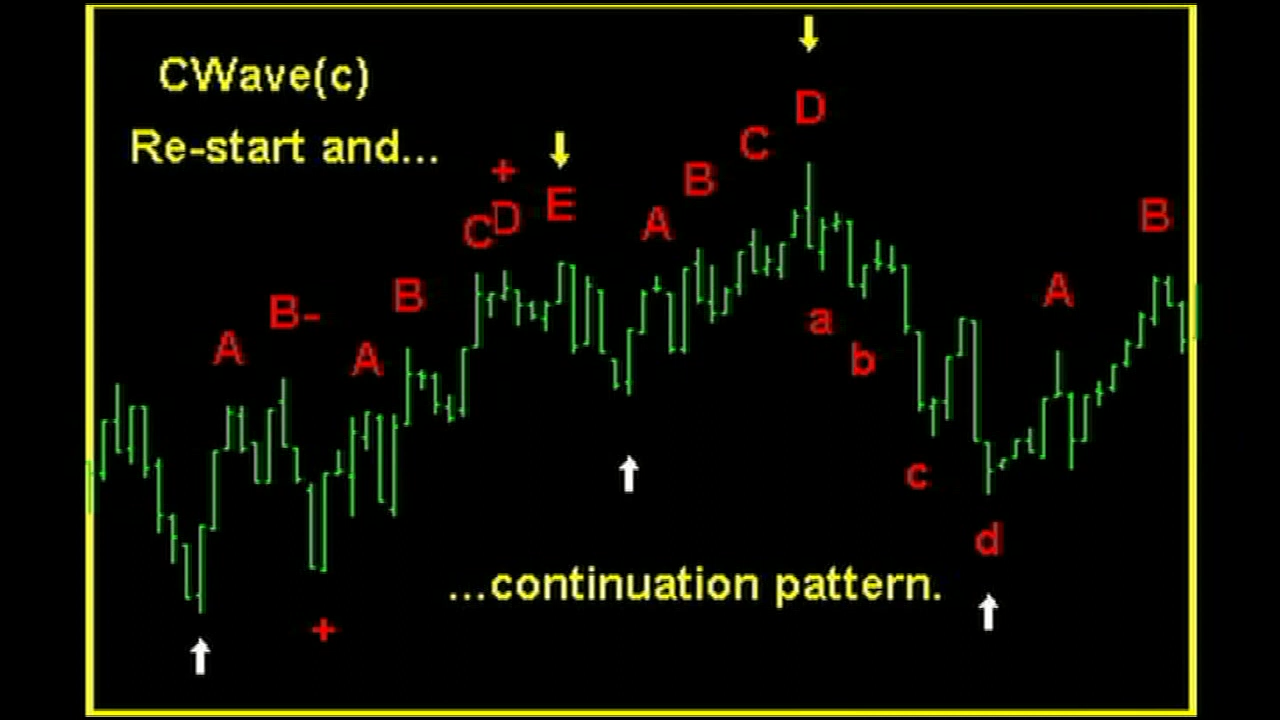 CWave(c)
Re-start and...
D
C
B
+
E
A
D
C
B
A
B
B-
A
A
A
B
a
b
c
d
+
...continuation pattern.